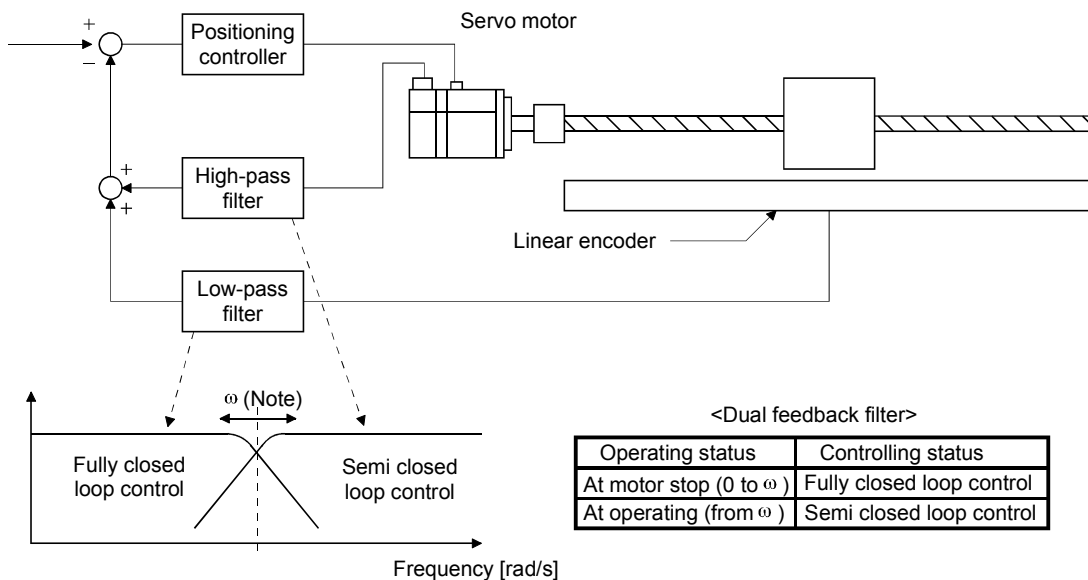 Servo motor
+
−
Positioning
controller
+
+
High-pass
filter
Linear encoder
Low-pass
filter
ω (Note)
Fully closed
loop control
Semi closed
loop control
Frequency [rad/s]
<Dual feedback filter>
Operating status Controlling status
At motor stop (0 to ω) Fully closed loop control
At operating (from ω) Semi closed loop control